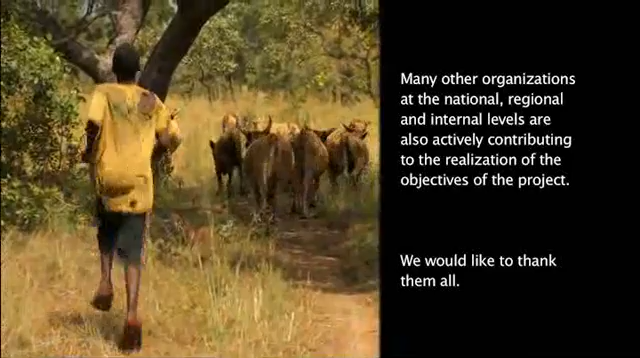 Many other organizations
at the national, regional
and internal levels are
also actively contributing
to the realization of the
objectives of the project.
We would like to thank
them all.